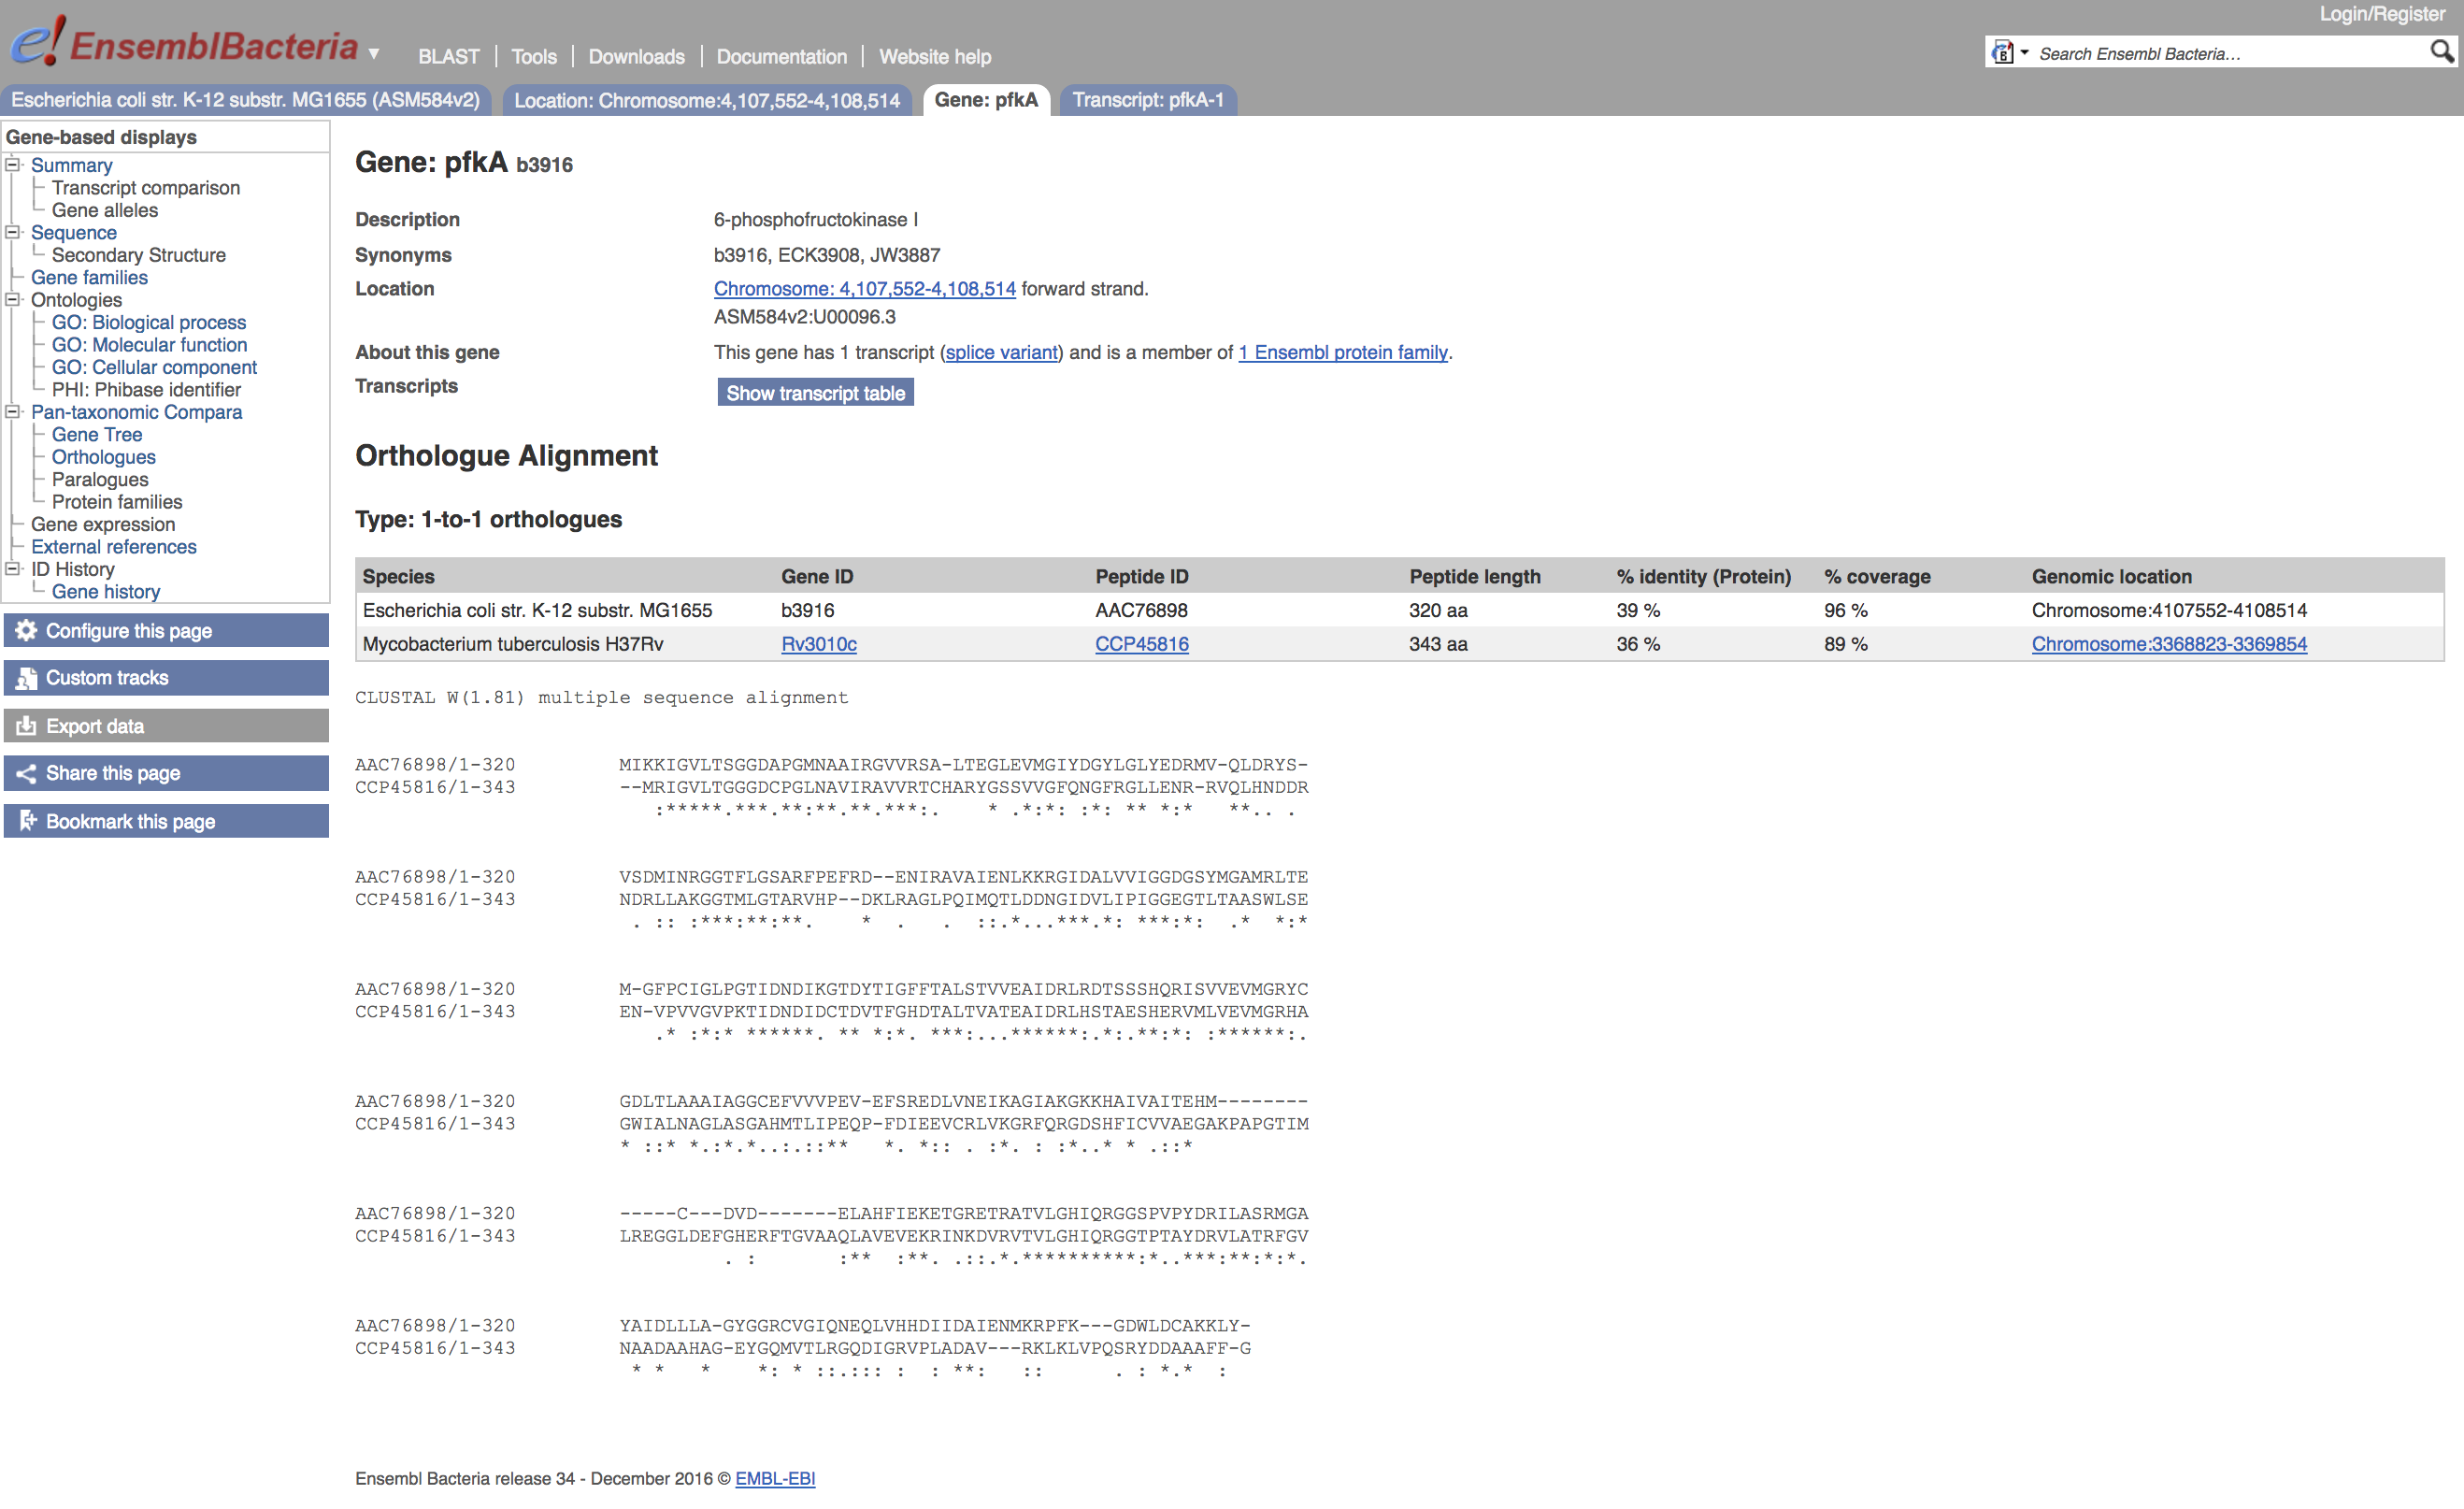 Login/Register
e!EnsemblBacteria ▼ BLAST | Tools | Downloads | Documentation | Website help
Search Ensembl Bacteria…
Escherichia coli str. K-12 substr. MG1655 (ASM584v2) Location: Chromosome:4,107,552-4,108,514 Gene: pfkA Transcript: pfkA-1
Gene-based displays
Summary
Transcript comparison
Gene alleles
Sequence
Secondary Structure
Gene families
Ontologies
GO: Biological process
GO: Molecular function
GO: Cellular component
PHI: Phibase identifier
Pan-taxonomic Compara
Gene Tree
Orthologues
Paralogues
Protein families
Gene expression
External references
ID History
Gene history
Configure this page
Custom tracks
Export data
Share this page
Bookmark this page
Gene: pfkA b3916
Description 6-phosphofructokinase I
Synonyms b3916, ECK3908, JW3887
Location Chromosome: 4,107,552-4,108,514 forward strand.
ASM584v2:U00096.3
About this gene This gene has 1 transcript (splice variant) and is a member of 1 Ensembl protein family.
Transcripts Show transcript table
Orthologue Alignment
Type: 1-to-1 orthologues
Species Gene ID Peptide ID Peptide length % identity (Protein) % coverage Genomic location
Escherichia coli str. K-12 substr. MG1655 b3916 AAC76898 320 aa 39 % 96 % Chromosome:4107552-4108514
Mycobacterium tuberculosis H37Rv Rv3010c CCP45816 343 aa 36 % 89 % Chromosome:3368823-3369854
CLUSTAL W(1.81) multiple sequence alignment
AAC76898/1-320 MIKKIGVLTSGGDAPGMNAAIRGVVRSA-LTEGLEVMGIYDGYLGLYEDRMV-QLDRYS-
CCP45816/1-343 --MRIGVLTGGGDCPGLNAVIRAVVRTCHARYGSSVVGFQNGFRGLLENR-RVQLHNDDR
   :*****.***.**:**.**.***:.    * .*:*: :*: ** *:*   **.. .
AAC76898/1-320 VSDMINRGGTFLGSARFPEFRD--ENIRAVAIENLKKRGIDALVVIGGDGSYMGAMRLTE
CCP45816/1-343 NDRLLAKGGTMLGTARVHP--DKLRAGLPQIMQTLDDNGIDVLIPIGGEGTLTAASWLSE
 . :: :***:**:**.    *  .   .  ::.*...***.*: ***:*:  .*  *:*
AAC76898/1-320 M-GFPCIGLPGTIDNDIKGTDYTIGFFTALSTVVEAIDRLRDTSSSHQRISVVEVMGRYC
CCP45816/1-343 EN-VPVVGVPKTIDNDIDCTDVTFGHDTALTVATEAIDRLHSTAESHERVMLVEVMGRHA
   .* :*:* ******. ** *:*. ***:...******:.*:.**:*: :******:.
AAC76898/1-320 GDLTLAAAIAGGCEFVVVPEV-EFSREDLVNEIKAGIAKGKKHAIVAITEHM--------
CCP45816/1-343 GWIALNAGLASGAHMTLIPEQP-FDIEEVCRLVKGRFQRGDSHFICVVAEGAKPAPGTIM
* ::* *.:*.*..:.::**   *. *:: . :*. : :*..* * .::*
AAC76898/1-320 -----C---DVD-------ELAHFIEKETGRETRATVLGHIQRGGSPVPYDRILASRMGA
CCP45816/1-343 LREGGLDEFGHERFTGVAAQLAVEVEKRINKDVRVTVLGHIQRGGTPTAYDRVLATRFGV
         . :       :**  :**. .::.*.**********:*..***:**:*:*.
AAC76898/1-320 YAIDLLLA-GYGGRCVGIQNEQLVHHDIIDAIENMKRPFK---GDWLDCAKKLY-
CCP45816/1-343 NAADAAHAG-EYGQMVTLRGQDIGRVPLADAV---RKLKLVPQSRYDDAAAFF-G
 * *   *    *: * ::.::: :  : **:   ::      . : *.*  :
Ensembl Bacteria release 34 - December 2016 © EMBL-EBI